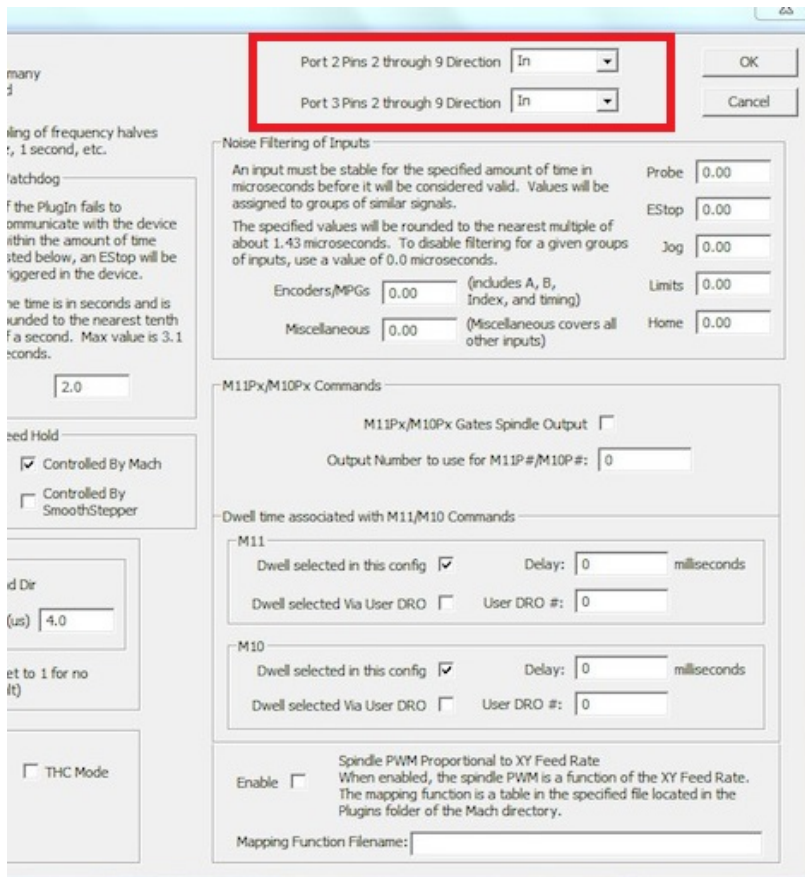 Port 2 Pins 2 through 9 Direction In
Port 3 Pins 2 through 9 Direction In
OK
Cancel
many
of frequency halves
, 1 second, etc.
atchdog
f the PlugIn fails to
ommunicate with the device
ithin the amount of time
sted below, an EStop will be
riggered in the device.
he time is in seconds and is
ounded to the nearest tenth
f a second. Max value is 3.1
econds.
2.0
eed Hold
Controlled By Mach
Controlled By
SmoothStepper
d Dir
(us) 4.0
et to 1 for no
lt)
THC Mode
Noise Filtering of Inputs
An input must be stable for the specified amount of time in
microseconds before it will be considered valid. Values will be
assigned to groups of similar signals.
The specified values will be rounded to the nearest multiple of
about 1.43 microseconds. To disable filtering for a given groups
of inputs, use a value of 0.0 microseconds.
Encoders/MPGs 0.00 (includes A, B,
Index, and timing)
Miscellaneous 0.00 (Miscellaneous covers all
other inputs)
Probe 0.00
EStop 0.00
Jog 0.00
Limits 0.00
Home 0.00
M11Px/M10Px Commands
M11Px/M10Px Gates Spindle Output
Output Number to use for M11P#/M10P#: 0
Dwell time associated with M11/M10 Commands
M11
Dwell selected in this config Delay: 0 milliseconds
Dwell selected Via User DRO User DRO #: 0
M10
Dwell selected in this config Delay: 0 milliseconds
Dwell selected Via User DRO User DRO #: 0
Enable
Spindle PWM Proportional to XY Feed Rate
When enabled, the spindle PWM is a function of the XY Feed Rate.
The mapping function is a table in the specified file located in the
Plugins folder of the Mach directory.
Mapping Function Filename: